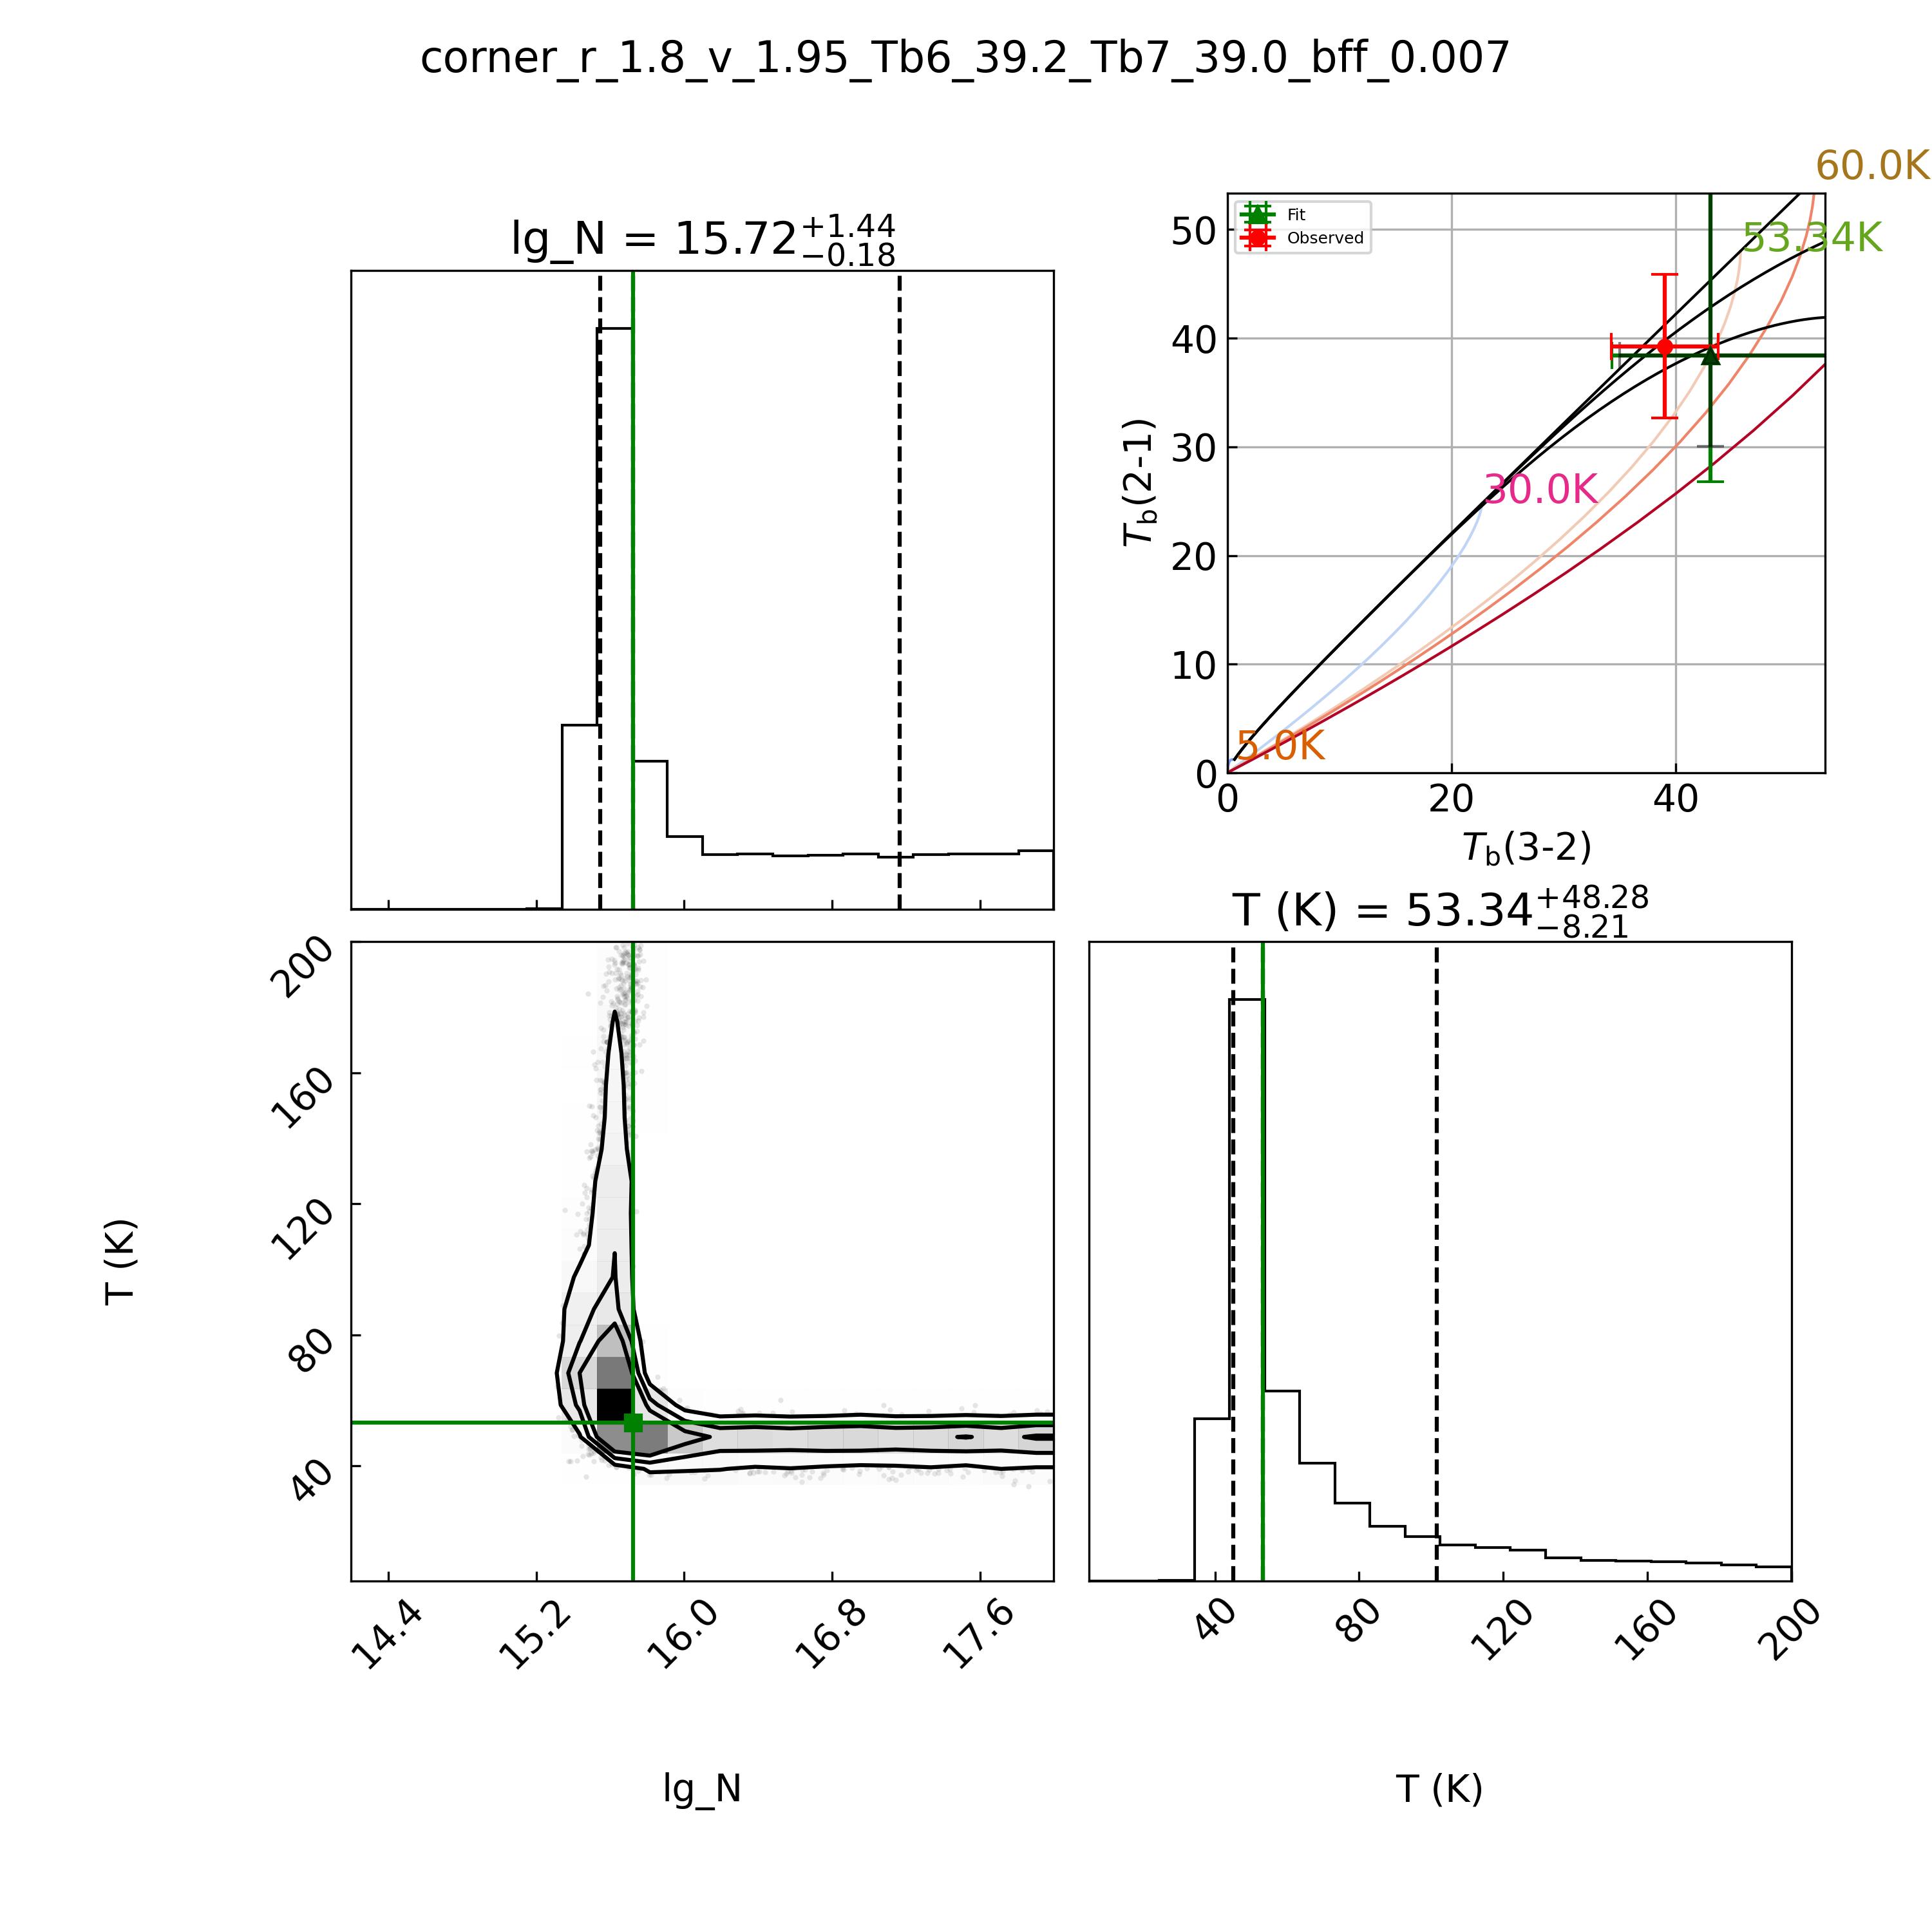 corner_r_1.8_v_1.95_Tb6_39.2_Tb7_39.0_bff_0.007
lg_N = 15.72 +1.44 −0.18
60.0K
53.34K
30.0K
5.0K
Fit
Observed
50
40
30
20
10
0
T_b(2-1)
0 20 40
T_b(3-2)
T (K) = 53.34 +48.28 −8.21
200
160
120
80
40
T (K)
14.4 15.2 16.0 16.8 17.6
lg_N
40 80 120 160 200
T (K)